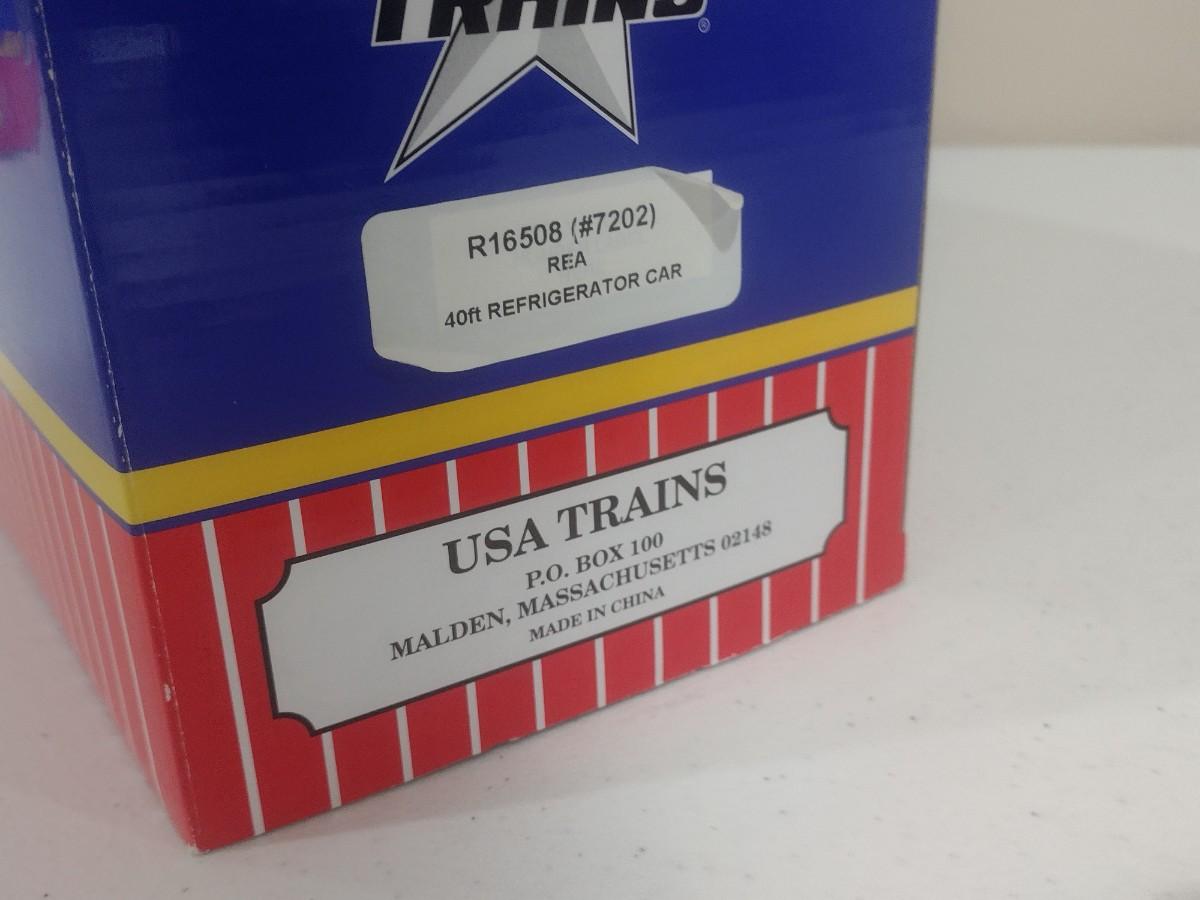 TRAINS®
R16508 (#7202)
REA
40ft REFRIGERATOR CAR
USA TRAINS
P.O. BOX 100
MALDEN, MASSACHUSETTS 02148
MADE IN CHINA